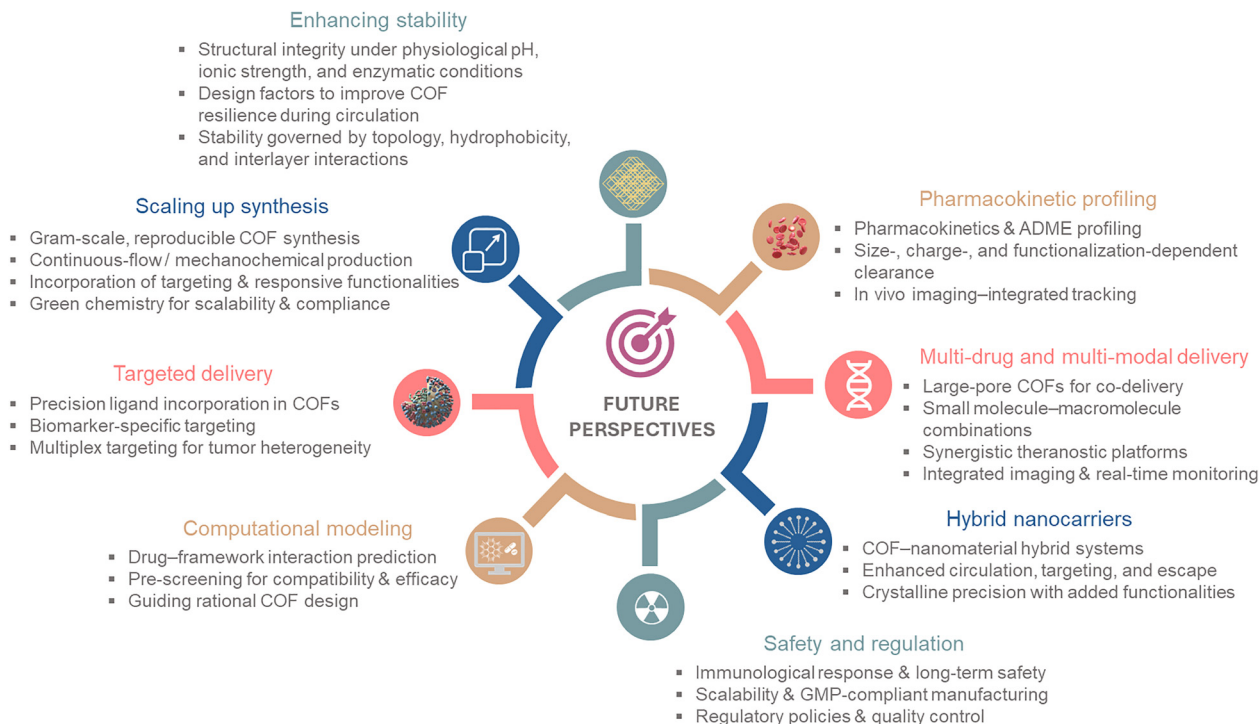 Enhancing stability
▪ Structural integrity under physiological pH,
ionic strength, and enzymatic conditions
▪ Design factors to improve COF
resilience during circulation
▪ Stability governed by topology, hydrophobicity,
and interlayer interactions
Scaling up synthesis
▪ Gram-scale, reproducible COF synthesis
▪ Continuous-flow / mechanochemical production
▪ Incorporation of targeting & responsive functionalities
▪ Green chemistry for scalability & compliance
Targeted delivery
▪ Precision ligand incorporation in COFs
▪ Biomarker-specific targeting
▪ Multiplex targeting for tumor heterogeneity
Computational modeling
▪ Drug–framework interaction prediction
▪ Pre-screening for compatibility & efficacy
▪ Guiding rational COF design
FUTURE
PERSPECTIVES
Pharmacokinetic profiling
▪ Pharmacokinetics & ADME profiling
▪ Size-, charge-, and functionalization-dependent
clearance
▪ In vivo imaging–integrated tracking
Multi-drug and multi-modal delivery
▪ Large-pore COFs for co-delivery
▪ Small molecule–macromolecule
combinations
▪ Synergistic theranostic platforms
▪ Integrated imaging & real-time monitoring
Hybrid nanocarriers
▪ COF–nanomaterial hybrid systems
▪ Enhanced circulation, targeting, and escape
▪ Crystalline precision with added functionalities
Safety and regulation
▪ Immunological response & long-term safety
▪ Scalability & GMP-compliant manufacturing
▪ Regulatory policies & quality control